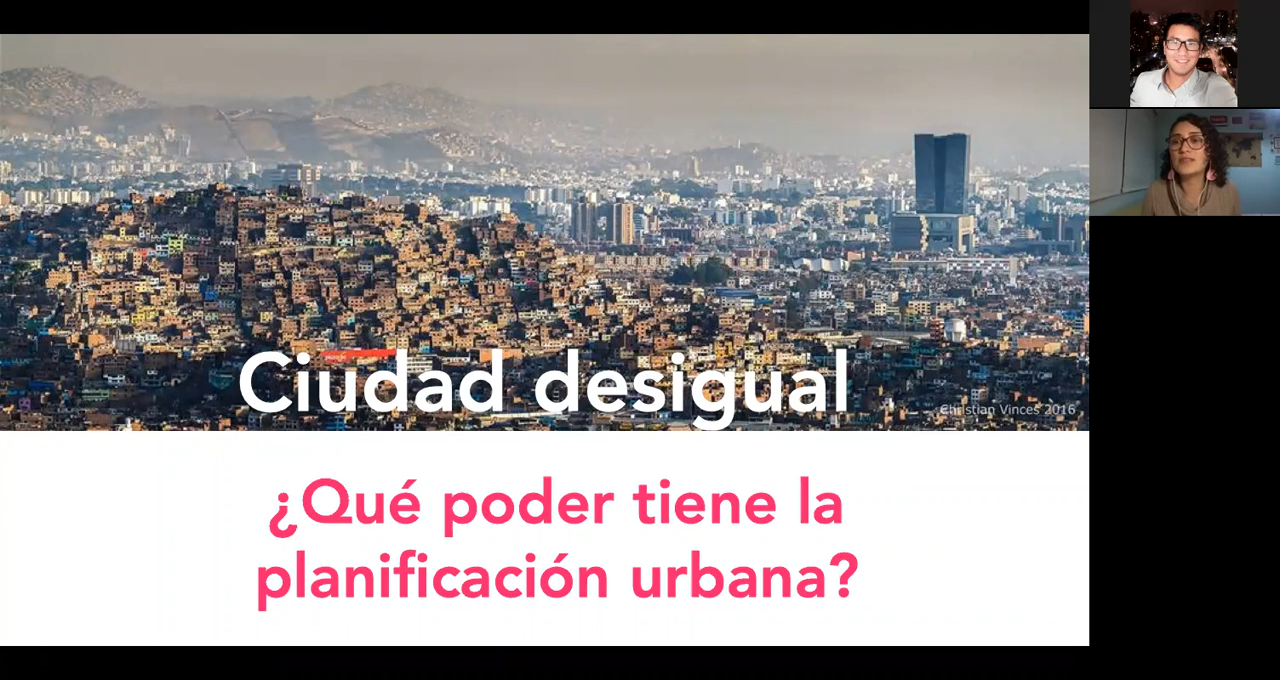 Ciudad desigual
Christian Vinces 2016
¿Qué poder tiene la
planificación urbana?